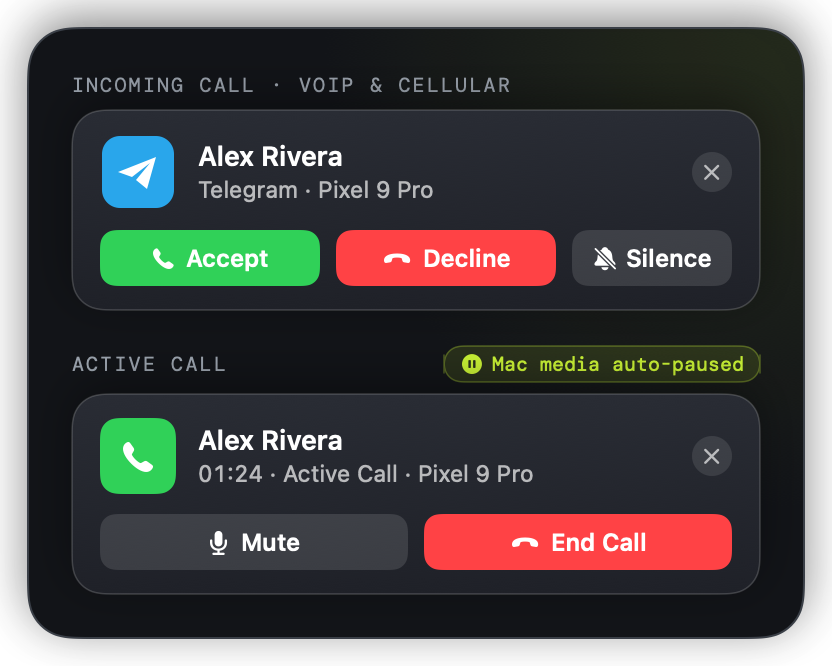 INCOMING CALL · VOIP & CELLULAR
Alex Rivera
Telegram · Pixel 9 Pro
Accept
Decline
Silence
ACTIVE CALL
Mac media auto-paused
Alex Rivera
01:24 · Active Call · Pixel 9 Pro
Mute
End Call